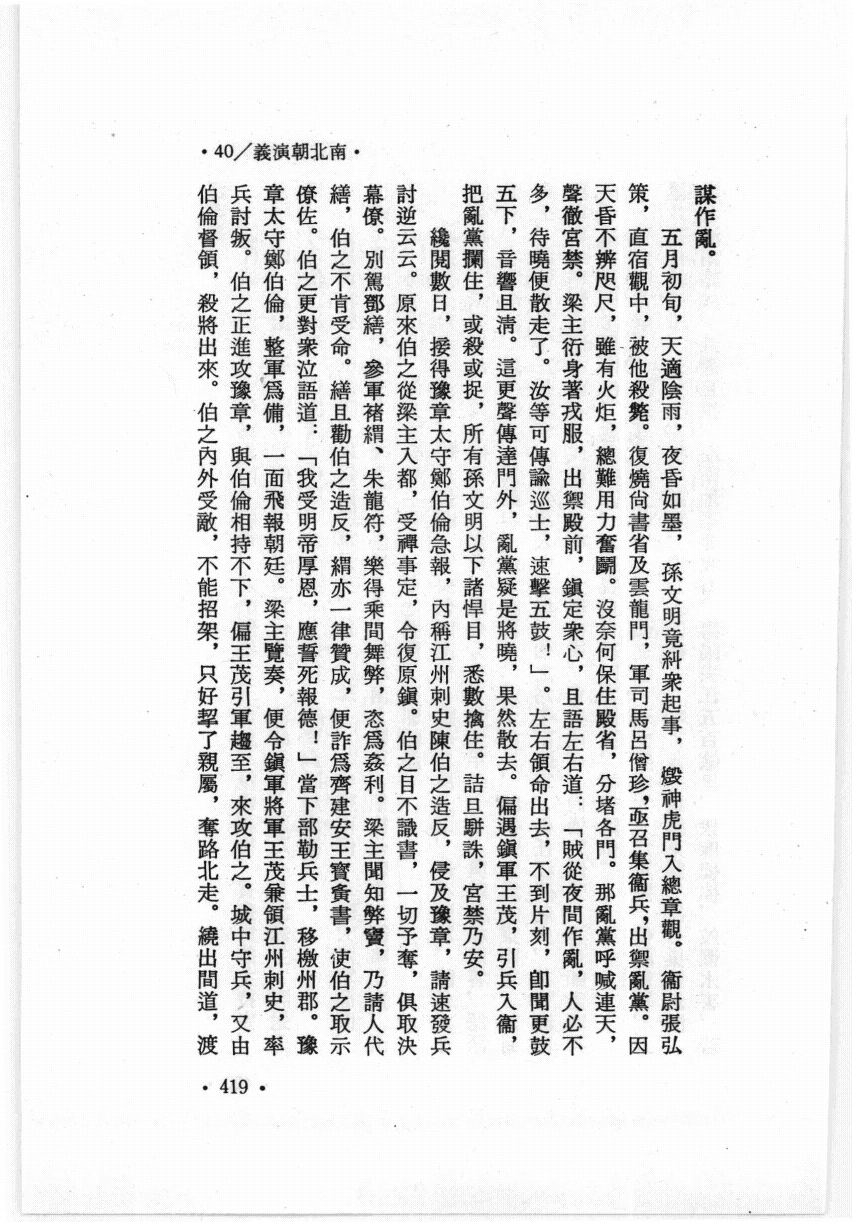 ·40／義演朝北南·
謀作亂。
五月初旬，天適陰雨，夜昏如墨，孫文明竟糾衆起事，燬神虎門入總章觀。衞尉張弘
策，直宿觀中，被他殺斃。復燒尚書省及雲龍門，軍司馬呂僧珍，亟召集衞兵，出禦亂黨。因
天昏不辨咫尺，雖有火炬，總難用力奮鬭。沒奈何保住殿省，分堵各門。那亂黨呼喊連天，
聲徹宮禁。梁主衍身著戎服，出禦殿前，鎭定衆心，且語左右道：「賊從夜間作亂，人必不
多，待曉便散走了。汝等可傳諭巡士，速擊五鼓！」。左右領命出去，不到片刻，卽聞更鼓
五下，音響且淸。這更聲傳達門外，亂黨疑是將曉，果然散去。偏遇鎭軍王茂，引兵入衞，
把亂黨攔住，或殺或捉，所有孫文明以下諸悍目，悉數擒住。詰旦駢誅，宮禁乃安。
纔閱數日，接得豫章太守鄭伯倫急報，內稱江州刺史陳伯之造反，侵及豫章，請速發兵
討逆云云。原來伯之從梁主入都，受禪事定，令復原鎭。伯之目不識書，一切予奪，俱取決
幕僚。別駕鄧繕，參軍褚緭、朱龍符，樂得乘間舞弊，恣爲姦利。梁主聞知弊竇，乃請人代
繕，伯之不肯受命。繕且勸伯之造反，緭亦一律贊成，便詐爲齊建安王寶夤書，使伯之取示
僚佐。伯之更對衆泣語道：「我受明帝厚恩，應誓死報德！」當下部勒兵士，移檄州郡。豫
章太守鄭伯倫，整軍爲備，一面飛報朝廷。梁主覽奏，便令鎭軍將軍王茂兼領江州刺史，率
兵討叛。伯之正進攻豫章，與伯倫相持不下，偏王茂引軍趨至，來攻伯之。城中守兵，又由
伯倫督領，殺將出來。伯之內外受敵，不能招架，只好挈了親屬，奪路北走。繞出間道，渡
·419·